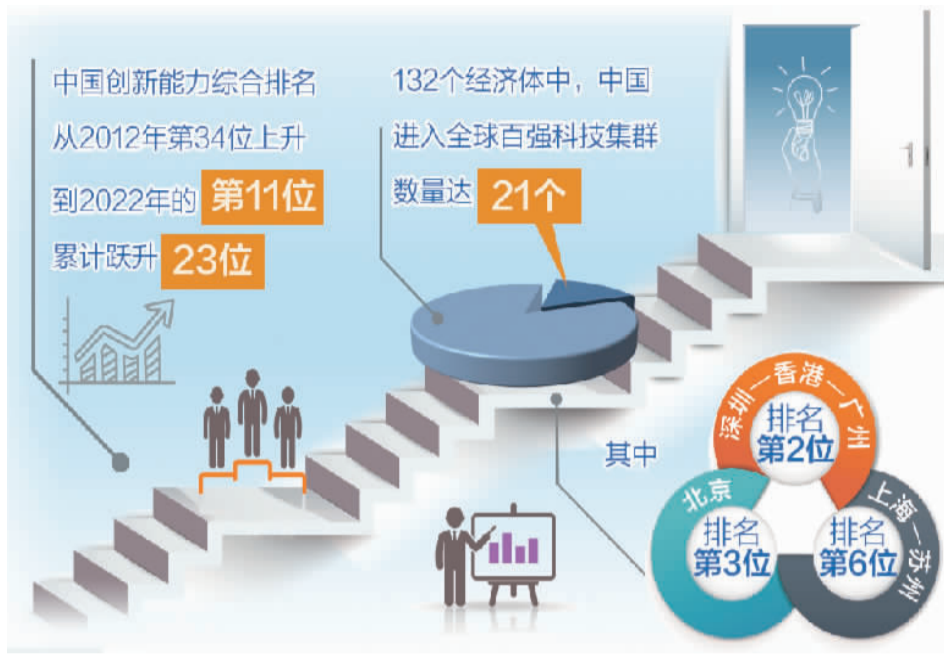 中国创新能力综合排名
从2012年第34位上升
到2022年的 第11位
累计跃升 23位
132个经济体中，中国
进入全球百强科技集群
数量达 21个
其中
深圳—香港—广州
排名
第2位
北京
排名
第3位
上海—苏州
排名
第6位